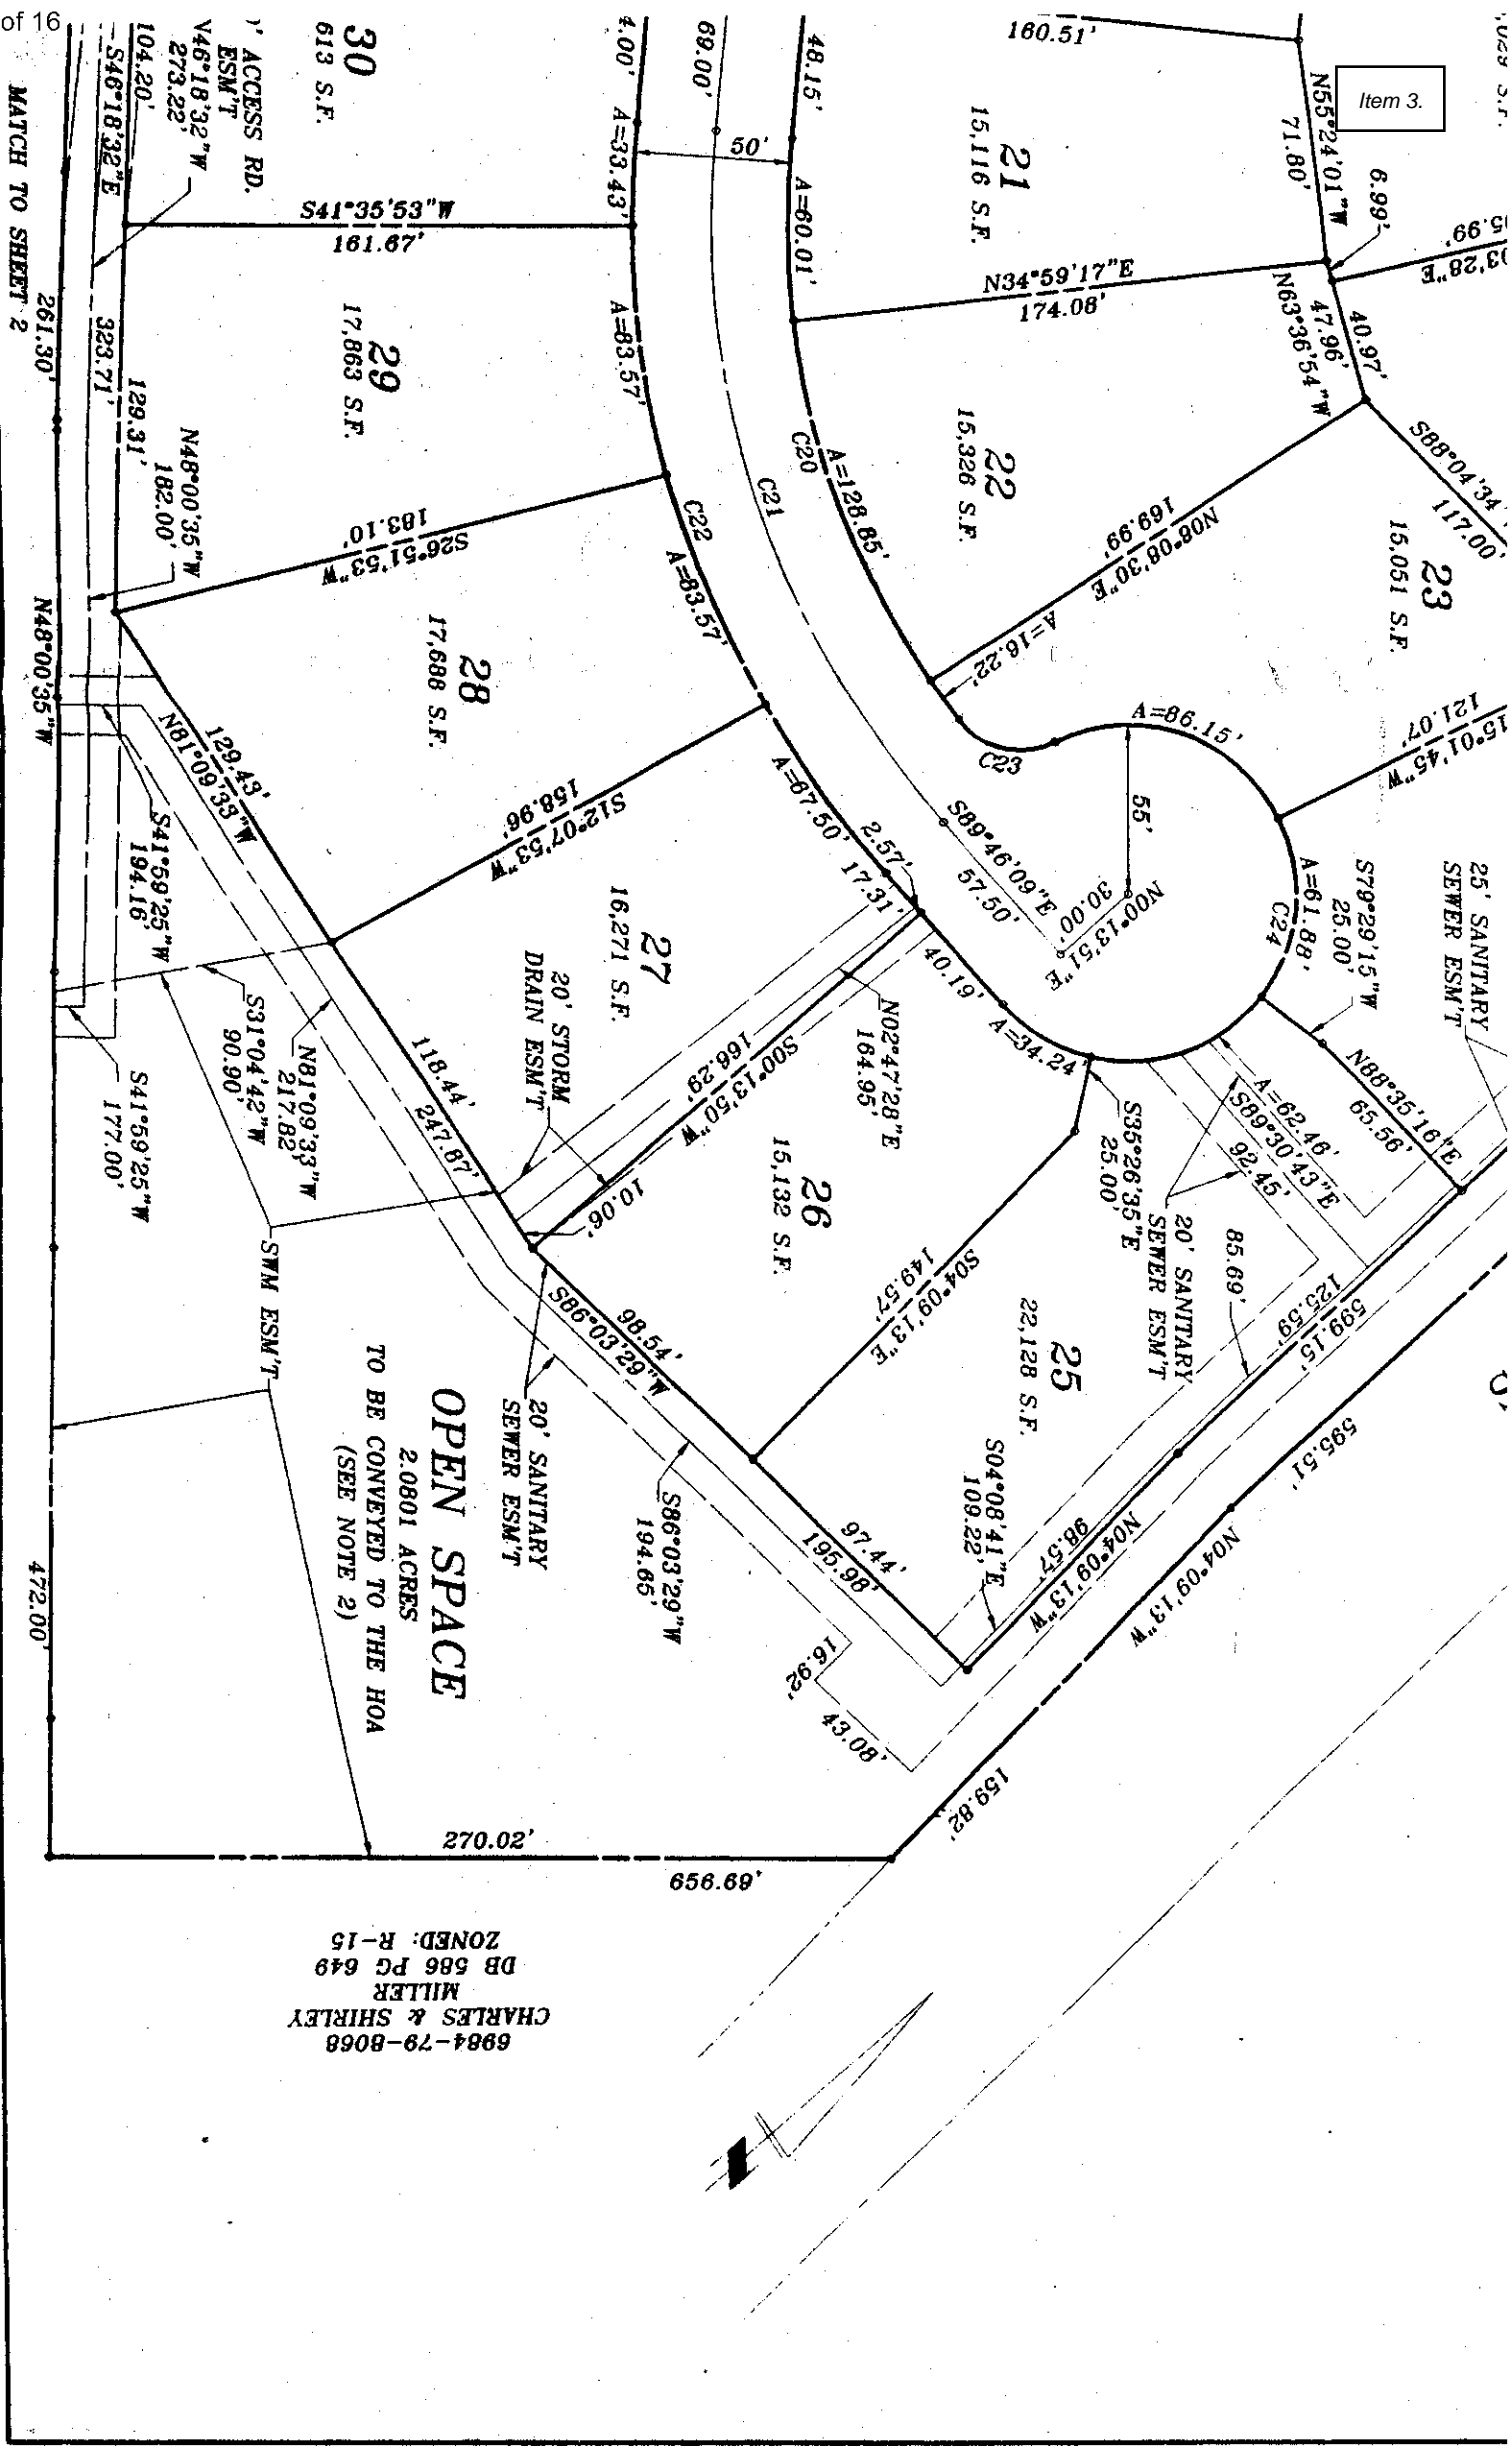 of 16
Item 3.
160.51'
N55°24'01"W
71.80'
6.99'
03'28"E
N63°36'54"W
47.96'
40.97'
S88°04'34
117.00'
21
15,116 S.F.
48.15'
69.00'
50'
A=60.01'
N34°59'17"E
174.08'
22
15,326 S.F.
C20
A=128.85'
C21
N08°08'30"E
169.99'
A=16.22'
23
15,051 S.F.
15°01'45"W
121.07'
A=86.15'
C23
55'
S89°46'09"E
57.50'
N00°13'51"E
30.00'
A=61.88'
C24
S79°29'15"W
25.00'
25' SANITARY
SEWER ESM'T
N88°35'16"E
65.56'
A=62.46'
S89°30'43"E
92.45'
20' SANITARY
SEWER ESM'T
S35°26'35"E
25.00'
A=34.24'
40.19'
85.69'
125.59'
599.15'
595.51'
25
22,128 S.F.
S04°09'13"E
149.57'
S04°08'41"E
109.22'
N04°09'13"W
98.57'
N04°09'13"W
159.82'
26
15,132 S.F.
N02°47'28"E
164.95'
S00°13'50"W
166.29'
10.06'
98.54'
S86°03'29"W
97.44'
195.98'
S86°03'29"W
194.65'
16.92'
43.08'
20' SANITARY
SEWER ESM'T
27
16,271 S.F.
20' STORM
DRAIN ESM'T
A=67.50'
2.57'
17.31'
S12°07'53"W
158.96'
118.44'
247.87'
28
17,688 S.F.
C22
A=83.57'
S26°51'53"W
183.10'
129.43'
N81°09'33"W
29
17,863 S.F.
A=83.57'
S41°35'53"W
161.67'
A=33.43'
4.00'
30
613 S.F.
' ACCESS RD.
ESM'T
46°18'32"W
273.22'
104.20'
S46°18'32"E
323.71'
129.31'
N48°00'35"W
182.00'
261.30'
N48°00'35"W
MATCH TO SHEET 2
S41°59'25"W
194.16'
S31°04'42"W
90.90'
N81°09'33"W
217.82'
S41°59'25"W
177.00'
SWM ESM'T
OPEN SPACE
2.0801 ACRES
TO BE CONVEYED TO THE HOA
(SEE NOTE 2)
472.00'
270.02'
656.69'
6984-79-8068
CHARLES & SHIRLEY
MILLER
DB 586 PG 649
ZONED: R-15